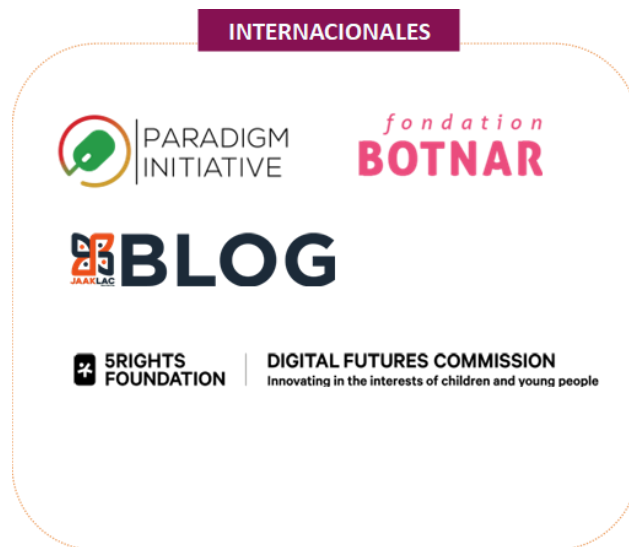 INTERNACIONALES
PARADIGM
INITIATIVE
fondation
BOTNAR
JAAKLAC
BLOG
5RIGHTS
FOUNDATION
DIGITAL FUTURES COMMISSION
Innovating in the interests of children and young people